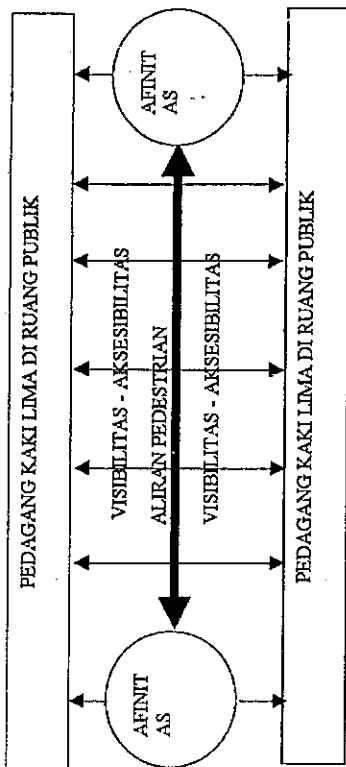 PEDAGANG KAKI LIMA DI RUANG PUBLIK
AFINIT
AS
VISIBILITAS - AKSESIBILITAS
ALIRAN PEDESTRIAN
VISIBILITAS - AKSESIBILITAS
AFINIT
AS
PEDAGANG KAKI LIMA DI RUANG PUBLIK